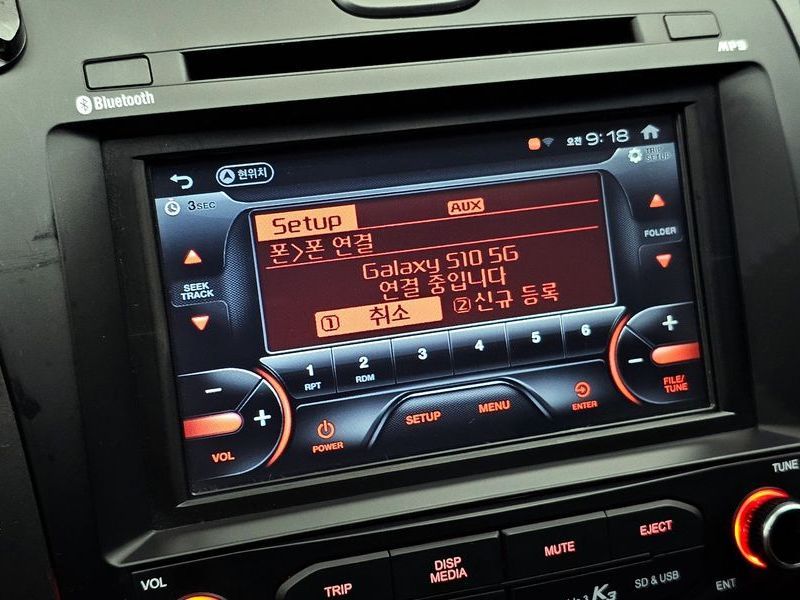 MP3
Bluetooth
현위치
오전 9:18
TRIP SETUP
3SEC
Setup
AUX
폰>폰 연결
FOLDER
Galaxy S10 5G
연결 중입니다
SEEK
TRACK
① 취소
② 신규 등록
1 RPT
2 RDM
3
4
5
6
−
+
VOL
POWER
SETUP
MENU
ENTER
−
+
FILE/
TUNE
TUNE
VOL
TRIP
DISP
MEDIA
MUTE
EJECT
K3
SD & USB
ENT